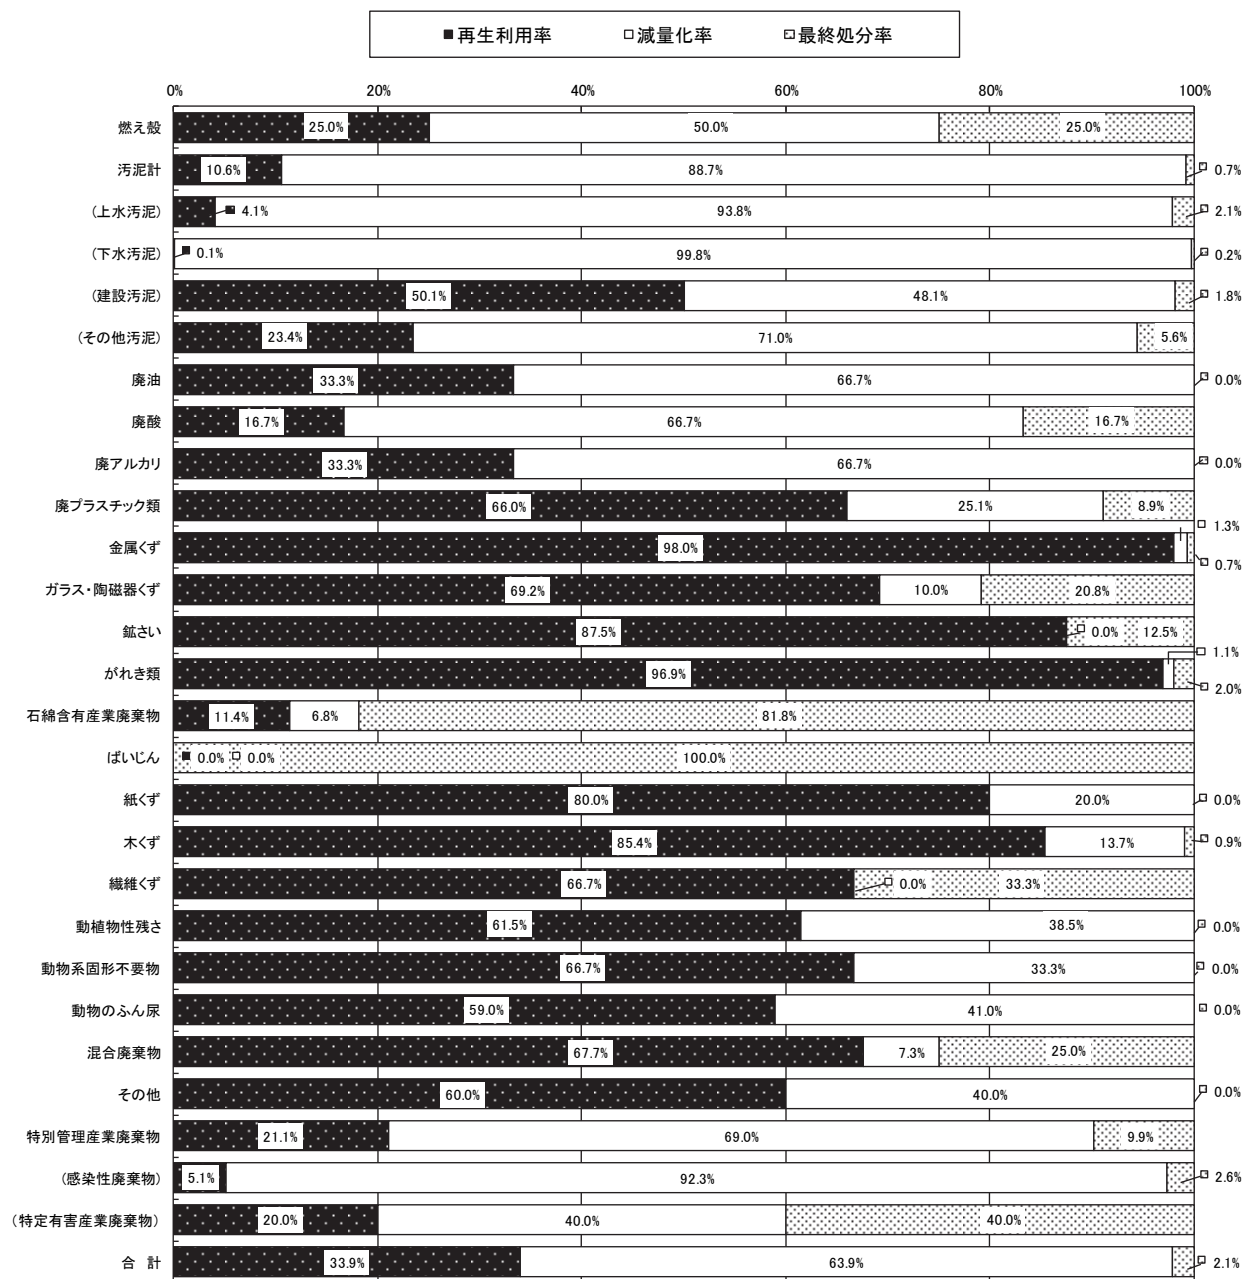 ■再生利用率 □減量化率 □最終処分率
0% 20% 40% 60% 80% 100%
燃え殻 25.0% 50.0% 25.0%
汚泥計 10.6% 88.7% 0.7%
(上水汚泥) 4.1% 93.8% 2.1%
(下水汚泥) 0.1% 99.8% 0.2%
(建設汚泥) 50.1% 48.1% 1.8%
(その他汚泥) 23.4% 71.0% 5.6%
廃油 33.3% 66.7% 0.0%
廃酸 16.7% 66.7% 16.7%
廃アルカリ 33.3% 66.7% 0.0%
廃プラスチック類 66.0% 25.1% 8.9%
金属くず 98.0% 1.3% 0.7%
ガラス・陶磁器くず 69.2% 10.0% 20.8%
鉱さい 87.5% 0.0% 12.5%
がれき類 96.9% 1.1% 2.0%
石綿含有産業廃棄物 11.4% 6.8% 81.8%
ばいじん 0.0% 0.0% 100.0%
紙くず 80.0% 20.0% 0.0%
木くず 85.4% 13.7% 0.9%
繊維くず 66.7% 0.0% 33.3%
動植物性残さ 61.5% 38.5% 0.0%
動物系固形不要物 66.7% 33.3% 0.0%
動物のふん尿 59.0% 41.0% 0.0%
混合廃棄物 67.7% 7.3% 25.0%
その他 60.0% 40.0% 0.0%
特別管理産業廃棄物 21.1% 69.0% 9.9%
(感染性廃棄物) 5.1% 92.3% 2.6%
(特定有害産業廃棄物) 20.0% 40.0% 40.0%
合 計 33.9% 63.9% 2.1%